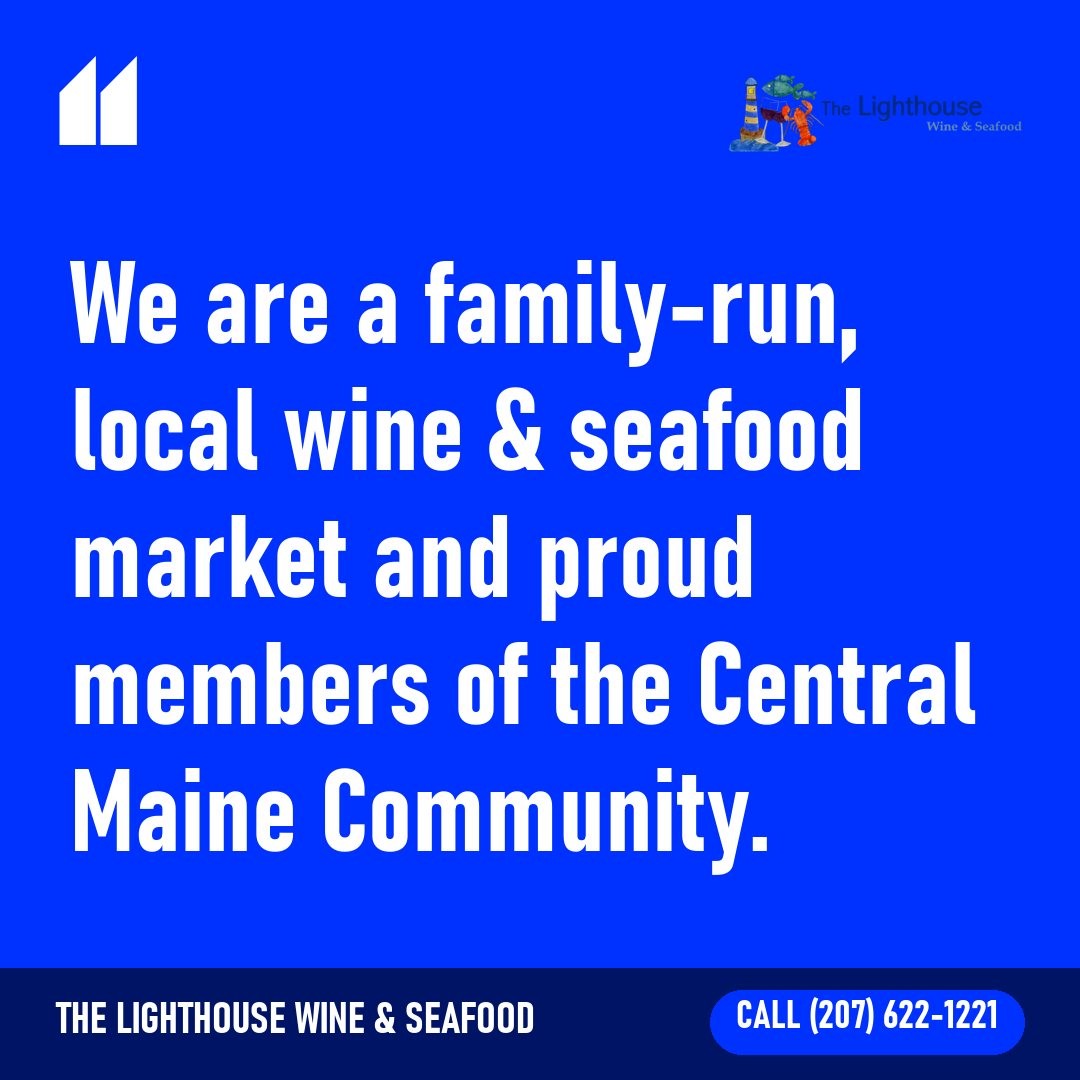 The Lighthouse
Wine & Seafood
We are a family-run,
local wine & seafood
market and proud
members of the Central
Maine Community.
THE LIGHTHOUSE WINE & SEAFOOD
CALL (207) 622-1221